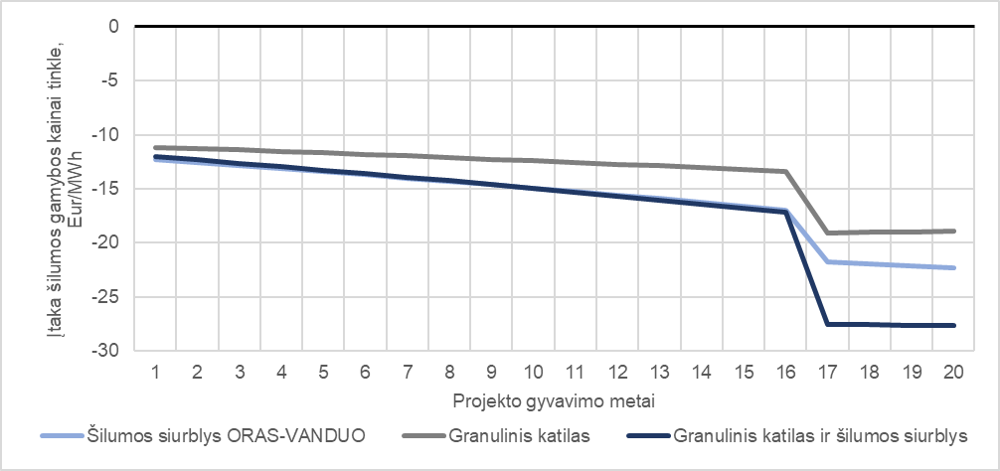 Įtaka šilumos gamybos kainai tinkle,
Eur/MWh
0
-5
-10
-15
-20
-25
-30
1 2 3 4 5 6 7 8 9 10 11 12 13 14 15 16 17 18 19 20
Projekto gyvavimo metai
Šilumos siurblys ORAS-VANDUO
Granulinis katilas
Granulinis katilas ir šilumos siurblys